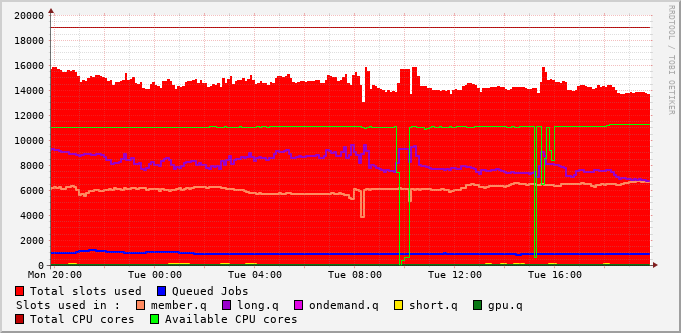 20000
18000
16000
14000
12000
10000
8000
6000
4000
2000
0
Mon 20:00 Tue 00:00 Tue 04:00 Tue 08:00 Tue 12:00 Tue 16:00
Total slots used Queued Jobs
Slots used in : member.q long.q ondemand.q short.q gpu.q
Total CPU cores Available CPU cores
RRDTOOL / TOBI OETIKER